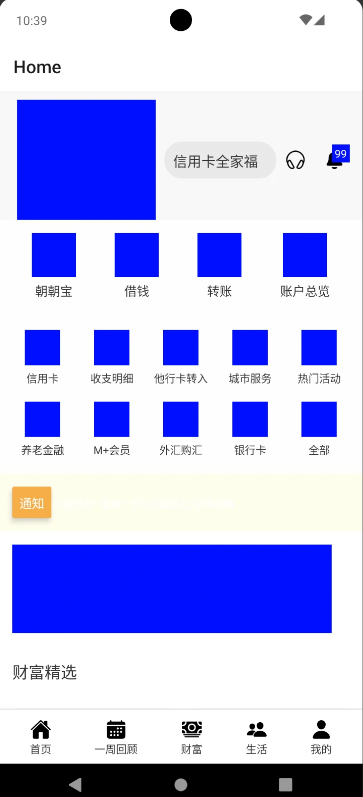 10:39
Home
信用卡全家福
99
朝朝宝 借钱 转账 账户总览
信用卡 收支明细 他行卡转入 城市服务 热门活动
养老金融 M+会员 外汇购汇 银行卡 全部
通知
财富精选
首页 一周回顾 财富 生活 我的